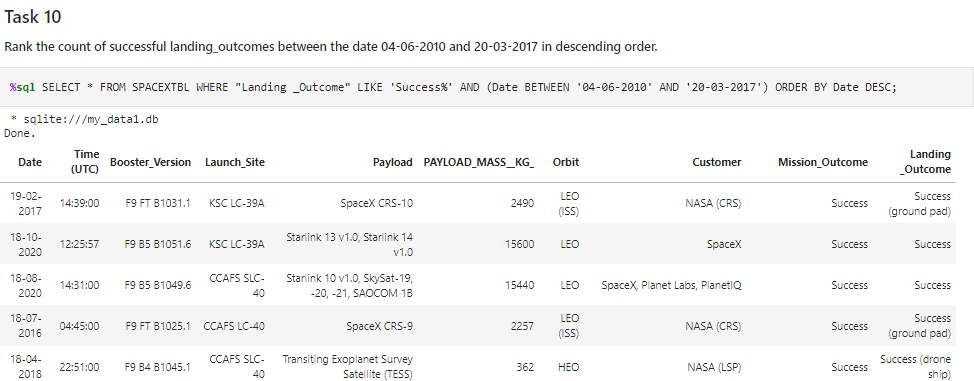 Task 10
Rank the count of successful landing_outcomes between the date 04-06-2010 and 20-03-2017 in descending order.
%sql SELECT * FROM SPACEXTBL WHERE "Landing _Outcome" LIKE 'Success%' AND (Date BETWEEN '04-06-2010' AND '20-03-2017') ORDER BY Date DESC;
* sqlite:///my_data1.db
Done.
Date Time (UTC) Booster_Version Launch_Site Payload PAYLOAD_MASS__KG_ Orbit Customer Mission_Outcome Landing _Outcome
19-02-2017 14:39:00 F9 FT B1031.1 KSC LC-39A SpaceX CRS-10 2490 LEO (ISS) NASA (CRS) Success Success (ground pad)
18-10-2020 12:25:57 F9 B5 B1051.6 KSC LC-39A Starlink 13 v1.0, Starlink 14 v1.0 15600 LEO SpaceX Success Success
18-08-2020 14:31:00 F9 B5 B1049.6 CCAFS SLC-40 Starlink 10 v1.0, SkySat-19, -20, -21, SAOCOM 1B 15440 LEO SpaceX, Planet Labs, PlanetIQ Success Success
18-07-2016 04:45:00 F9 FT B1025.1 CCAFS LC-40 SpaceX CRS-9 2257 LEO (ISS) NASA (CRS) Success Success (ground pad)
18-04-2018 22:51:00 F9 B4 B1045.1 CCAFS SLC-40 Transiting Exoplanet Survey Satellite (TESS) 362 HEO NASA (LSP) Success Success (drone ship)